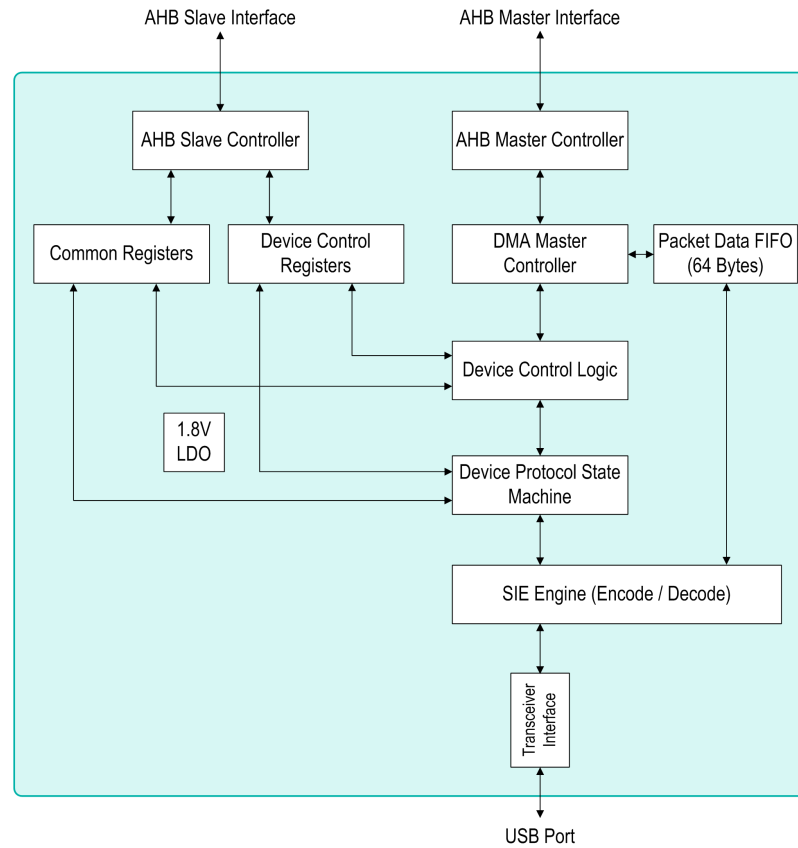 AHB Slave Interface
AHB Master Interface
AHB Slave Controller
AHB Master Controller
Common Registers
Device Control
Registers
DMA Master
Controller
Packet Data FIFO
(64 Bytes)
Device Control Logic
1.8V
LDO
Device Protocol State
Machine
SIE Engine (Encode / Decode)
Transceiver
Interface
USB Port